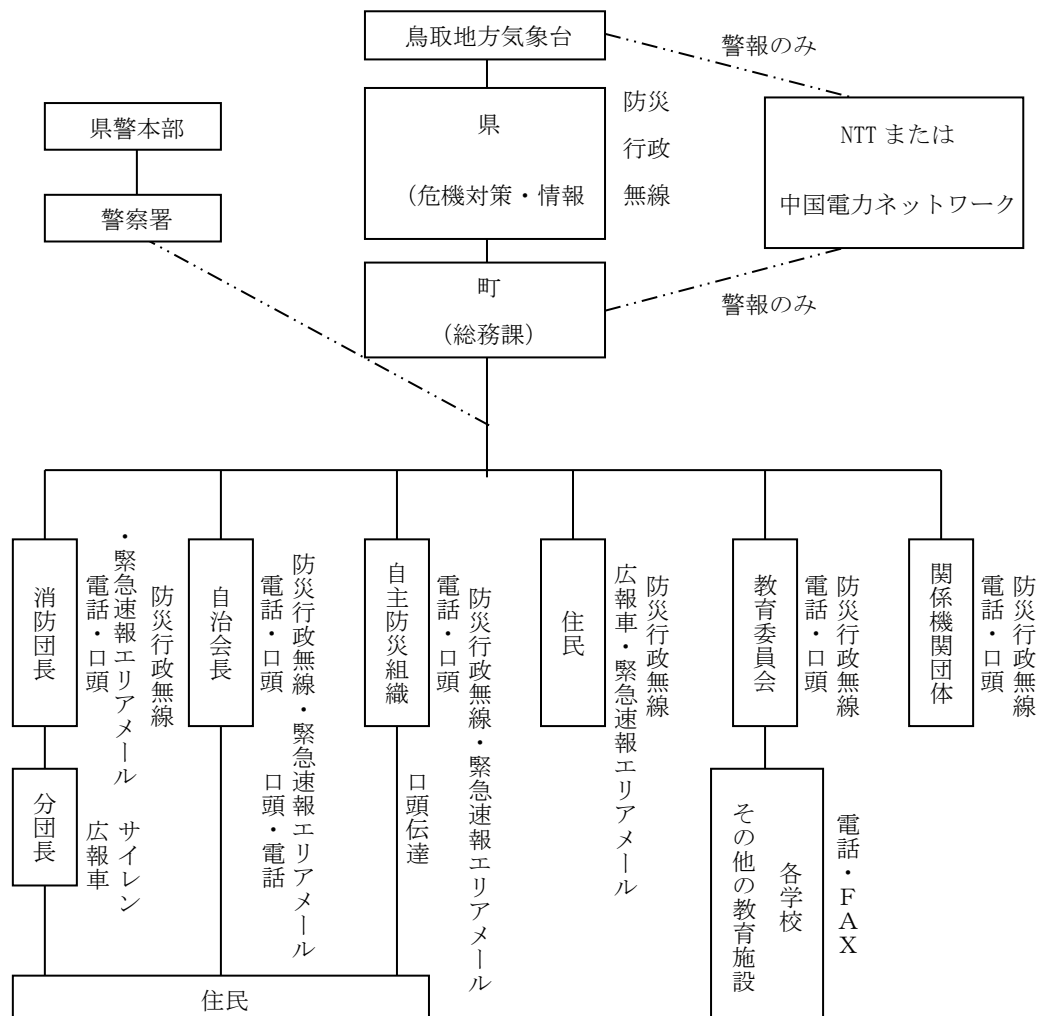 鳥取地方気象台
警報のみ
県
(危機対策・情報
防災
行政
無線
NTT または
中国電力ネットワーク
県警本部
警察署
町
(総務課)
警報のみ
消防団長
防災行政無線
・緊急速報エリアメール
電話・口頭
自治会長
防災行政無線・緊急速報エリアメール
電話・口頭
自主防災組織
防災行政無線・緊急速報エリアメール
電話・口頭
住民
防災行政無線
広報車・緊急速報エリアメール
教育委員会
防災行政無線
電話・口頭
関係機関団体
防災行政無線
電話・口頭
分団長
サイレン
広報車
口頭・電話
口頭伝達
各学校
その他の教育施設
電話・FAX
住民